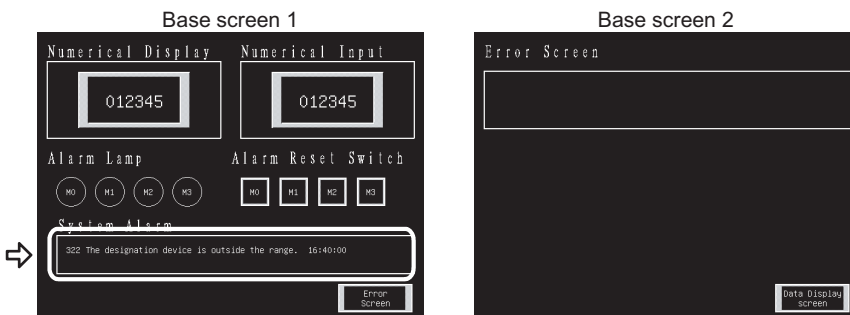 Base screen 1
Numerical Display
Numerical Input
012345
012345
Alarm Lamp
Alarm Reset Switch
M0 M1 M2 M3
M0 M1 M2 M3
System Alarm
322 The designation device is outside the range. 16:40:00
Error
Screen
Base screen 2
Error Screen
Data Display
screen